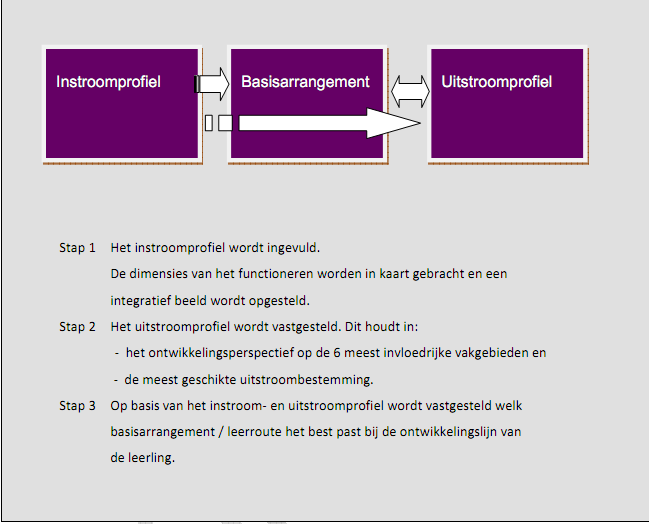 Instroomprofiel
Basisarrangement
Uitstroomprofiel
Stap 1 Het instroomprofiel wordt ingevuld.
De dimensies van het functioneren worden in kaart gebracht en een
integratief beeld wordt opgesteld.
Stap 2 Het uitstroomprofiel wordt vastgesteld. Dit houdt in:
- het ontwikkelingsperspectief op de 6 meest invloedrijke vakgebieden en
- de meest geschikte uitstroombestemming.
Stap 3 Op basis van het instroom- en uitstroomprofiel wordt vastgesteld welk
basisarrangement / leerroute het best past bij de ontwikkelingslijn van
de leerling.